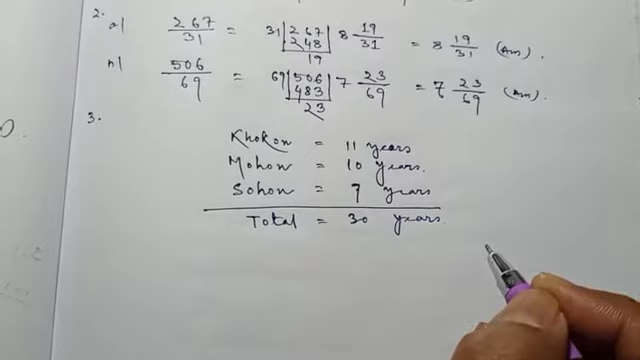 2.
a) 267/31 = 31|267|8 19/31 = 8 19/31 (Ans).
248
19
n) 506/69 = 69|506|7 23/69 = 7 23/69 (Ans).
483
23
3.
Khokon = 11 years
Mohon = 10 years.
Sohon = 9 years
Total = 30 years.